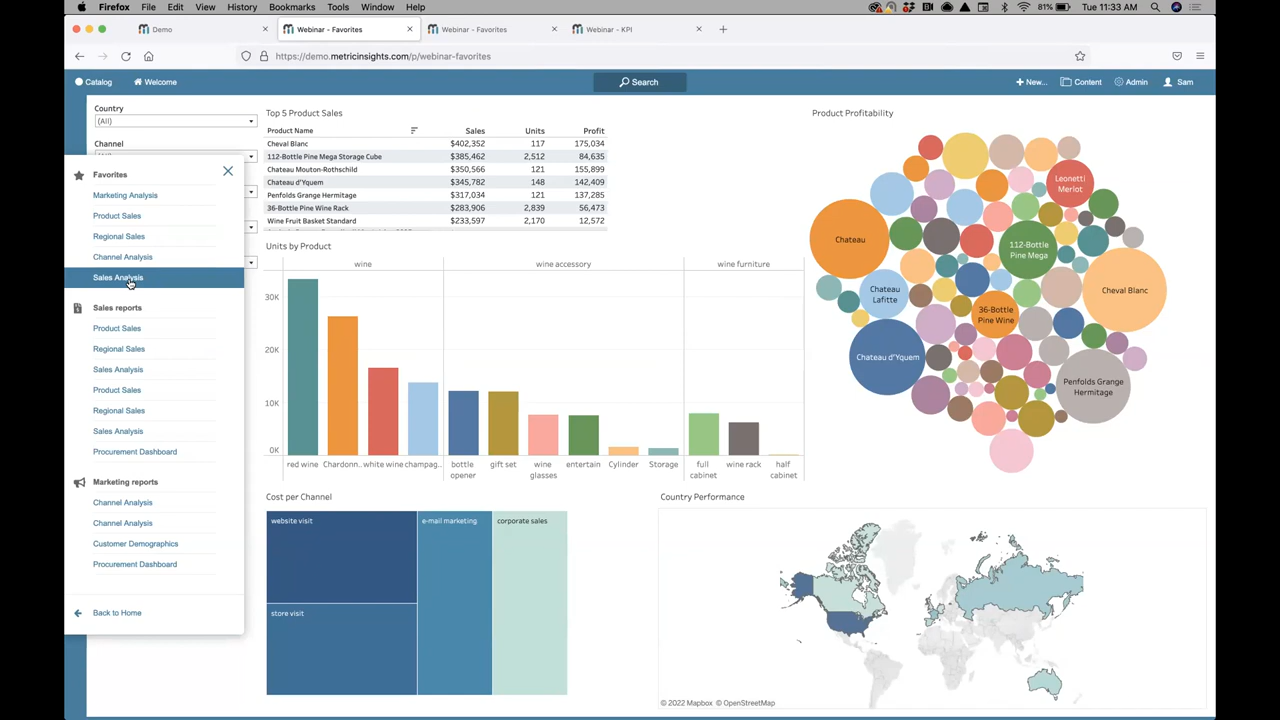 Firefox File Edit View History Bookmarks Tools Window Help 81% Tue 11:33 AM
Demo Webinar - Favorites Webinar - Favorites Webinar - KPI
https://demo.metricinsights.com/p/webinar-favorites
Catalog Welcome Search New... Content Admin Sam
Country
(All)
Channel
Favorites
Marketing Analysis
Product Sales
Regional Sales
Channel Analysis
Sales Analysis
Sales reports
Product Sales
Regional Sales
Sales Analysis
Product Sales
Regional Sales
Sales Analysis
Procurement Dashboard
Marketing reports
Channel Analysis
Channel Analysis
Customer Demographics
Procurement Dashboard
Back to Home
Top 5 Product Sales
Product Name Sales Units Profit
Cheval Blanc $402,352 117 175,034
112-Bottle Pine Mega Storage Cube $385,462 2,512 84,635
Chateau Mouton-Rothschild $350,566 121 155,899
Chateau d'Yquem $345,782 148 142,409
Penfolds Grange Hermitage $317,034 121 137,285
36-Bottle Pine Wine Rack $283,906 2,839 56,473
Wine Fruit Basket Standard $233,597 2,170 12,572
Units by Product
wine wine accessory wine furniture
30K
20K
10K
0K
red wine Chardonn.. white wine champag.. bottle opener gift set wine glasses entertain Cylinder Storage full cabinet wine rack half cabinet
Product Profitability
Leonetti
Merlot
Chateau
112-Bottle
Pine Mega
Chateau
Lafitte
Cheval Blanc
36-Bottle
Pine Wine
Chateau d'Yquem
Penfolds Grange
Hermitage
Cost per Channel
website visit
e-mail marketing
corporate sales
store visit
Country Performance
© 2022 Mapbox © OpenStreetMap